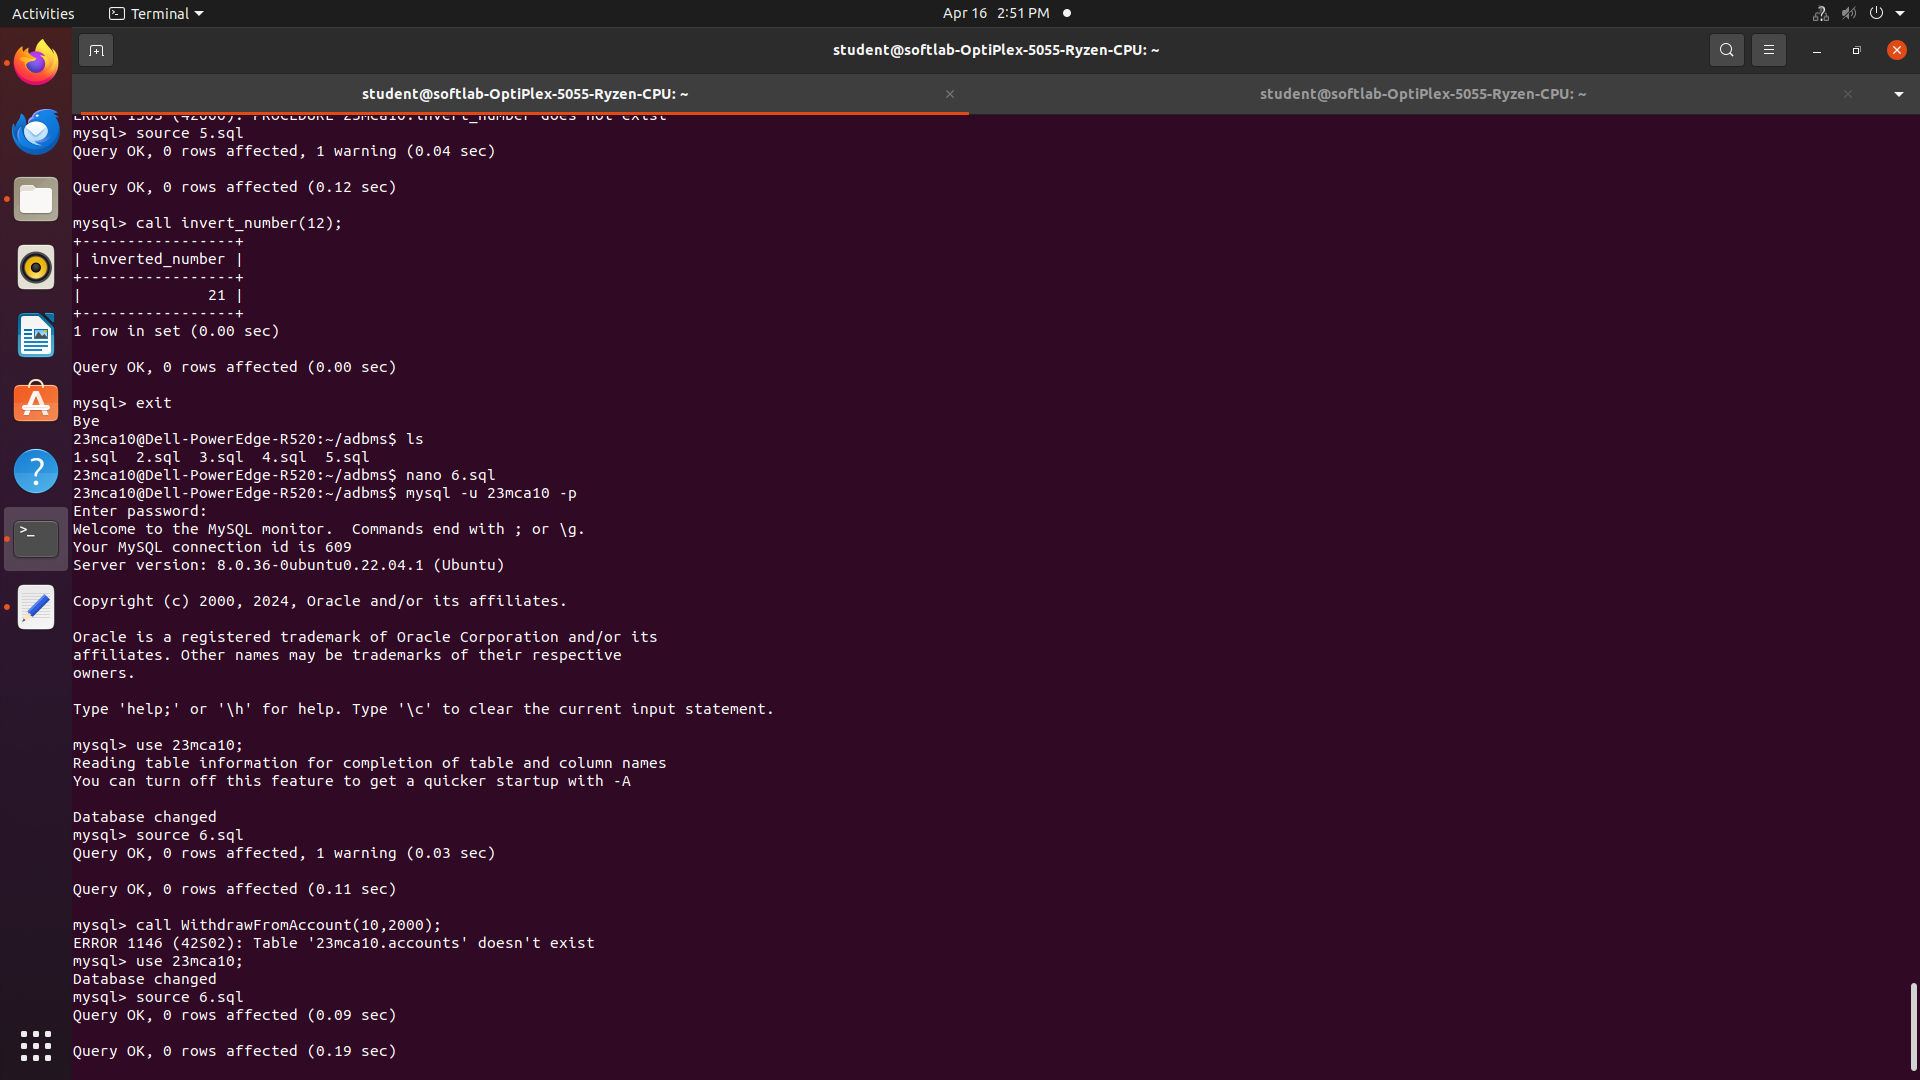 Activities
Terminal
Apr 16 2:51 PM
student@softlab-OptiPlex-5055-Ryzen-CPU: ~
student@softlab-OptiPlex-5055-Ryzen-CPU: ~
student@softlab-OptiPlex-5055-Ryzen-CPU: ~
ERROR 1305 (42000): PROCEDURE 23mca10.invert_number does not exist
mysql> source 5.sql
Query OK, 0 rows affected, 1 warning (0.04 sec)
Query OK, 0 rows affected (0.12 sec)
mysql> call invert_number(12);
+-----------------+
| inverted_number |
+-----------------+
|              21 |
+-----------------+
1 row in set (0.00 sec)
Query OK, 0 rows affected (0.00 sec)
mysql> exit
Bye
23mca10@Dell-PowerEdge-R520:~/adbms$ ls
1.sql  2.sql  3.sql  4.sql  5.sql
23mca10@Dell-PowerEdge-R520:~/adbms$ nano 6.sql
23mca10@Dell-PowerEdge-R520:~/adbms$ mysql -u 23mca10 -p
Enter password:
Welcome to the MySQL monitor.  Commands end with ; or \g.
Your MySQL connection id is 609
Server version: 8.0.36-0ubuntu0.22.04.1 (Ubuntu)
Copyright (c) 2000, 2024, Oracle and/or its affiliates.
Oracle is a registered trademark of Oracle Corporation and/or its
affiliates. Other names may be trademarks of their respective
owners.
Type 'help;' or '\h' for help. Type '\c' to clear the current input statement.
mysql> use 23mca10;
Reading table information for completion of table and column names
You can turn off this feature to get a quicker startup with -A
Database changed
mysql> source 6.sql
Query OK, 0 rows affected, 1 warning (0.03 sec)
Query OK, 0 rows affected (0.11 sec)
mysql> call WithdrawFromAccount(10,2000);
ERROR 1146 (42S02): Table '23mca10.accounts' doesn't exist
mysql> use 23mca10;
Database changed
mysql> source 6.sql
Query OK, 0 rows affected (0.09 sec)
Query OK, 0 rows affected (0.19 sec)